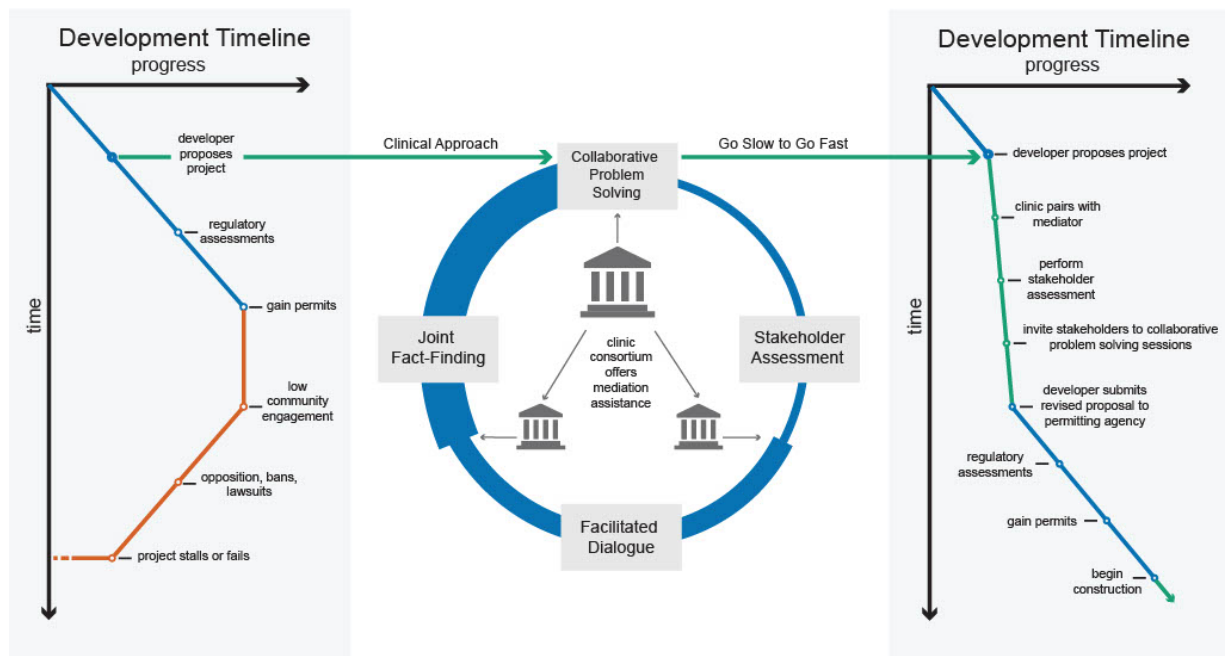 Development Timeline
progress
time
developer
proposes
project
regulatory
assessments
gain permits
low
community
engagement
opposition, bans,
lawsuits
project stalls or fails
Clinical Approach
Collaborative
Problem
Solving
Go Slow to Go Fast
Joint
Fact-Finding
clinic
consortium
offers
mediation
assistance
Stakeholder
Assessment
Facilitated
Dialogue
Development Timeline
progress
time
developer proposes project
clinic pairs with
mediator
perform
stakeholder
assessment
invite stakeholders to collaborative
problem solving sessions
developer submits
revised proposal to
permitting agency
regulatory
assessments
gain permits
begin
construction